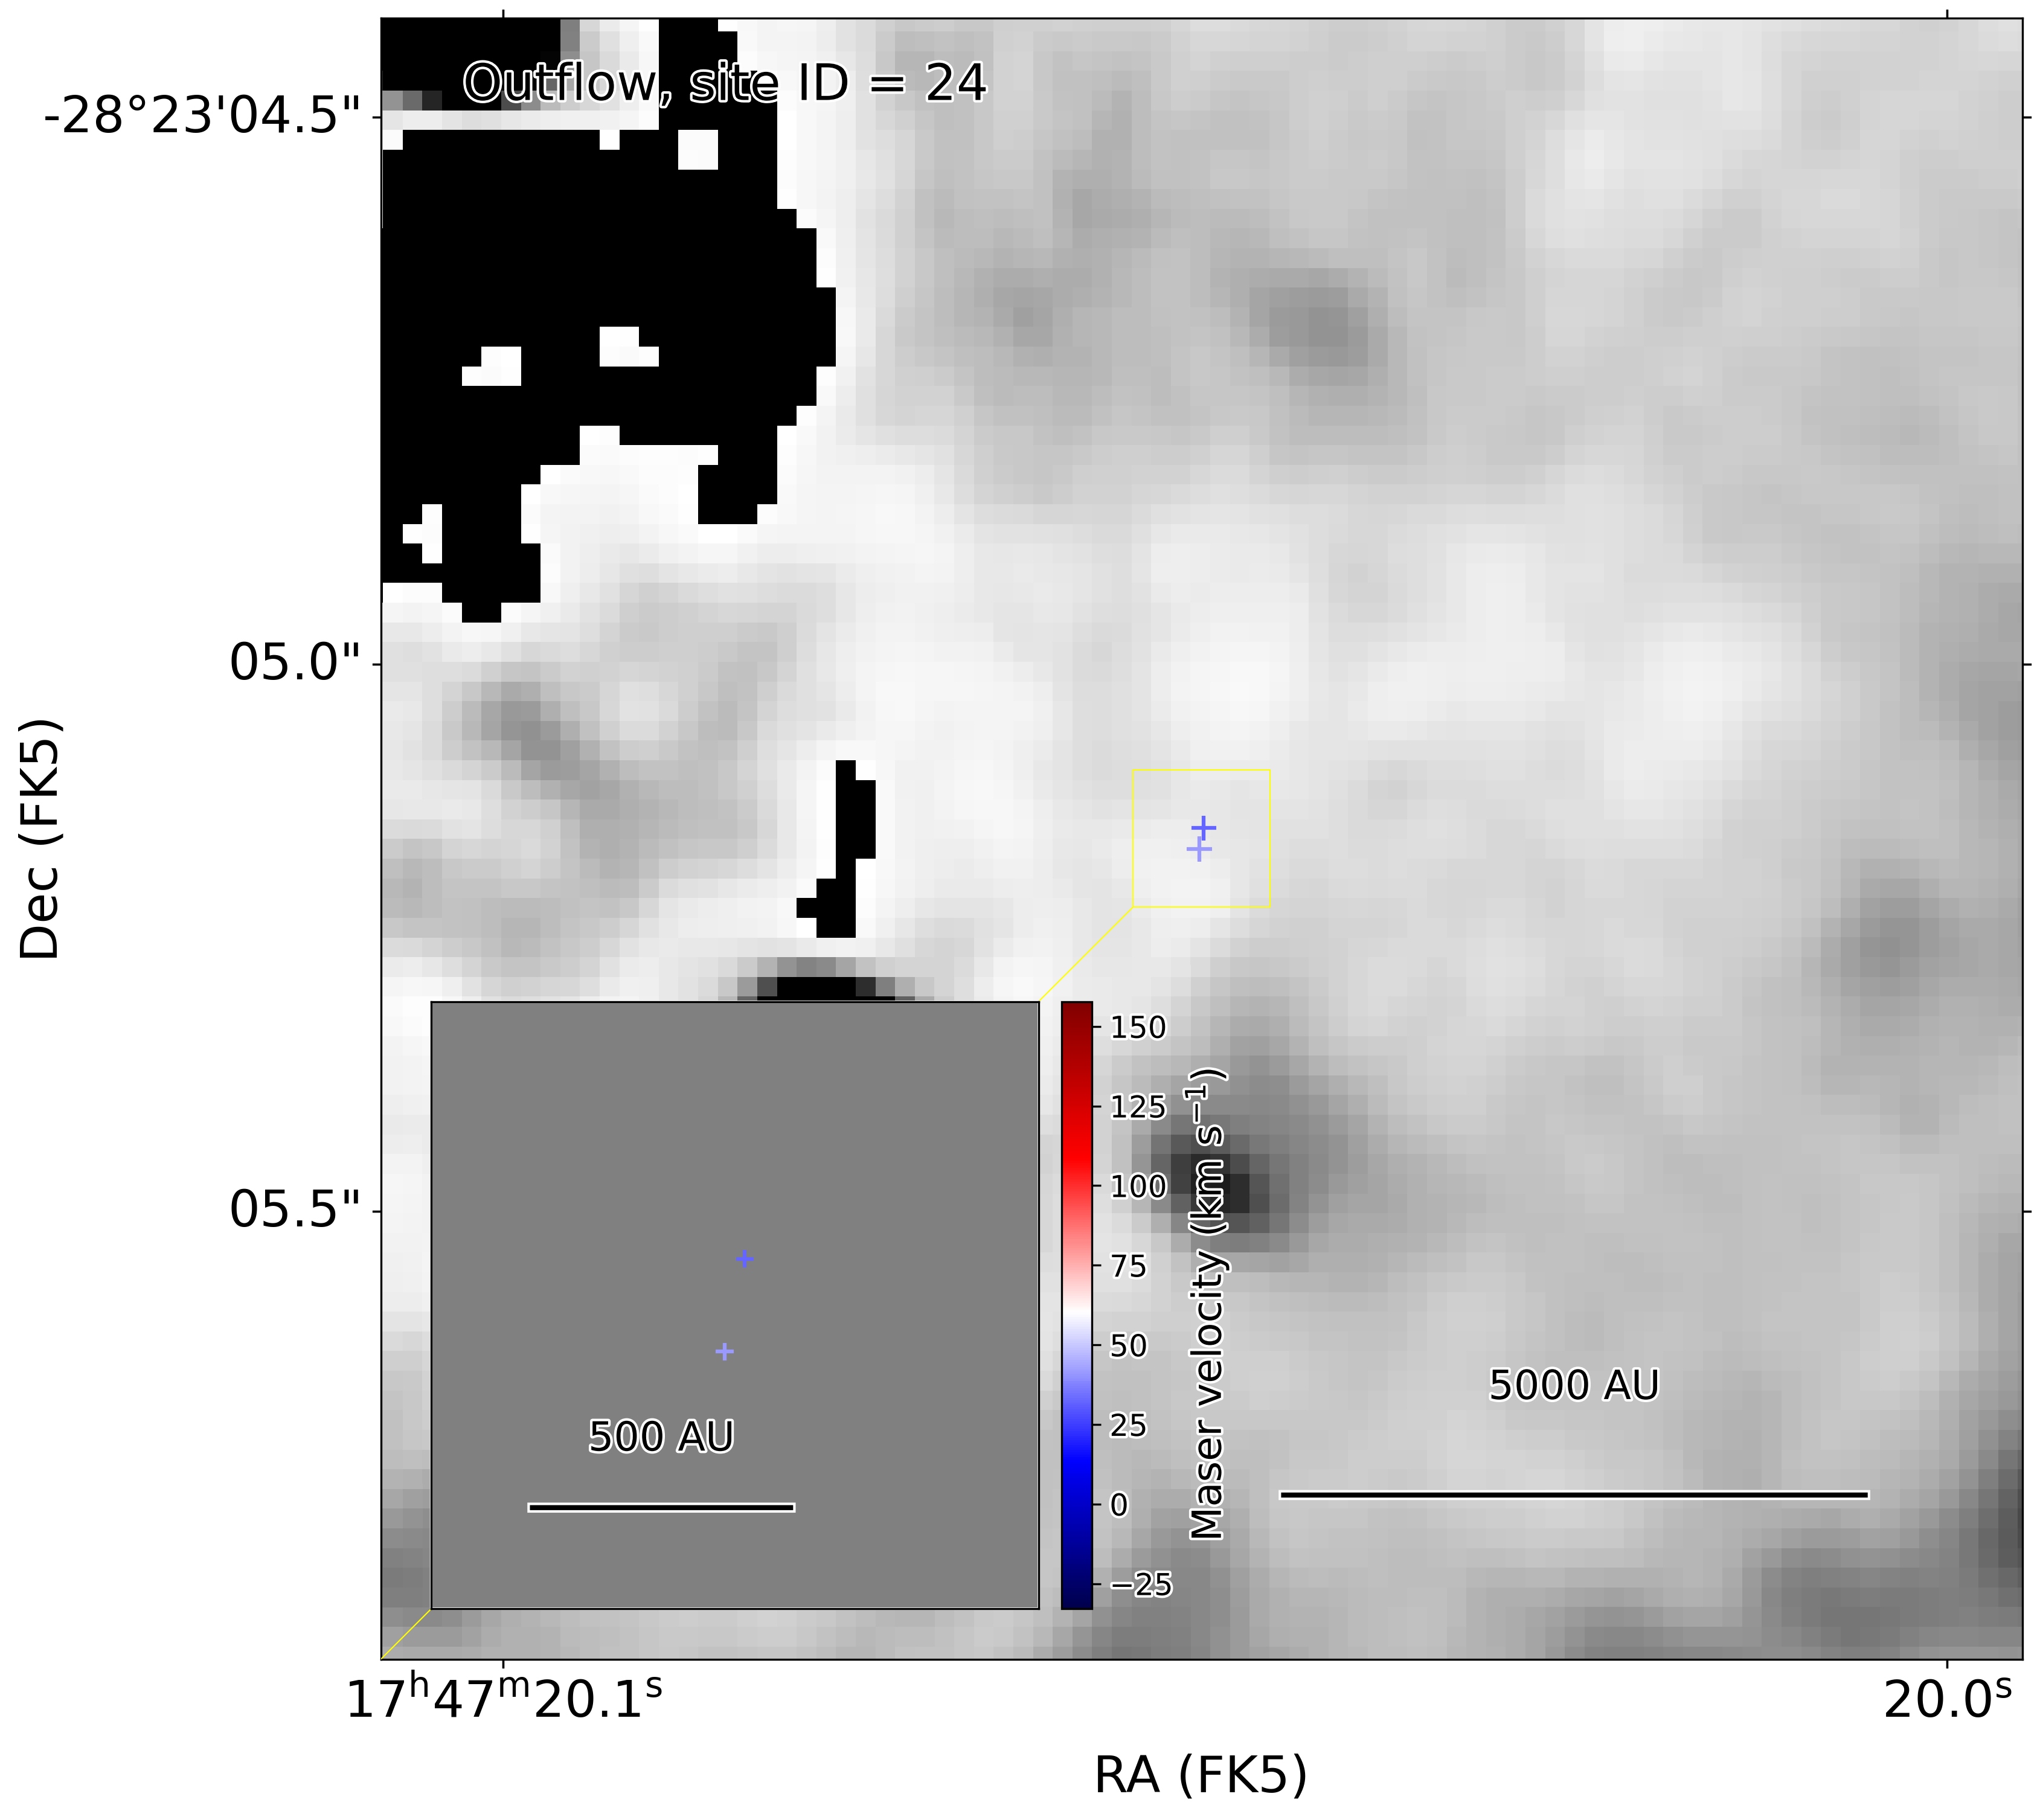 Outflow, site ID = 24
-28°23'04.5"
05.0"
05.5"
Dec (FK5)
500 AU
150
125
100
75
50
25
0
−25
Maser velocity (km s⁻¹)
5000 AU
17ʰ47ᵐ20.1ˢ
20.0ˢ
RA (FK5)